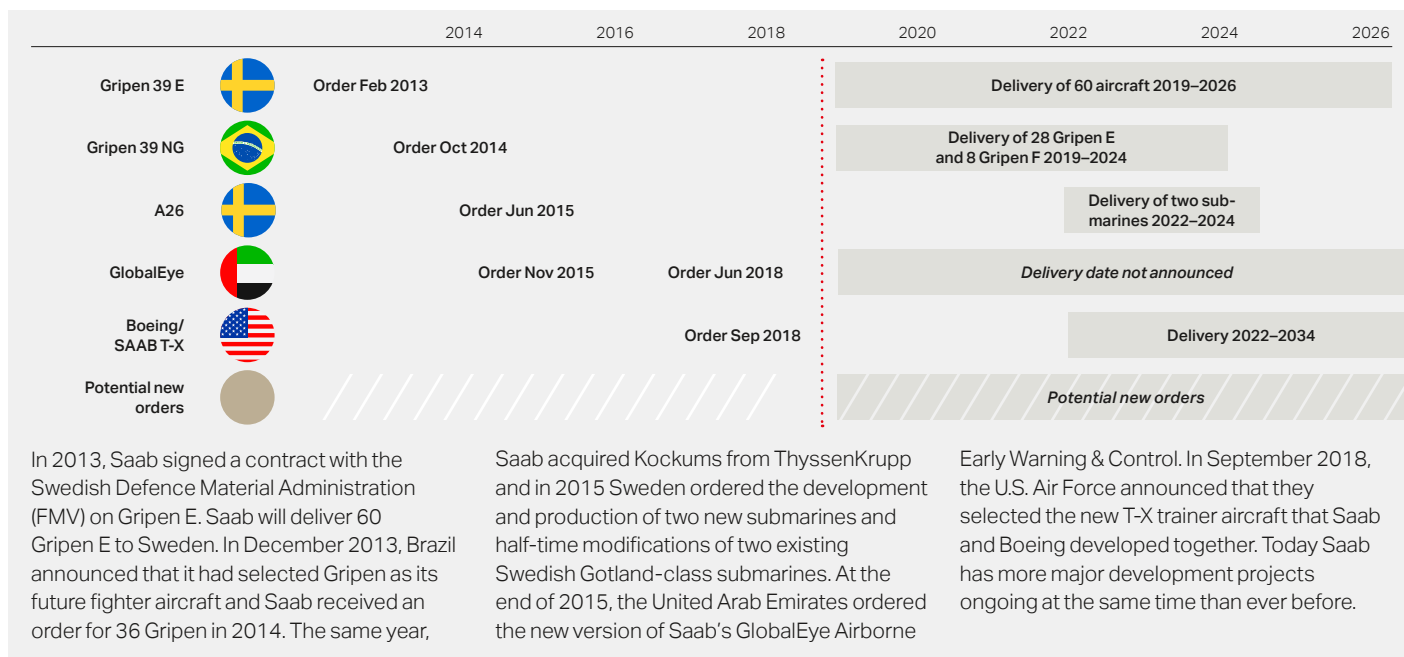 2014 2016 2018 2020 2022 2024 2026
Gripen 39 E Order Feb 2013 Delivery of 60 aircraft 2019–2026
Gripen 39 NG Order Oct 2014 Delivery of 28 Gripen E
and 8 Gripen F 2019–2024
A26 Order Jun 2015 Delivery of two sub-
marines 2022–2024
GlobalEye Order Nov 2015 Order Jun 2018 Delivery date not announced
Boeing/
SAAB T-X Order Sep 2018 Delivery 2022–2034
Potential new
orders Potential new orders
In 2013, Saab signed a contract with the
Swedish Defence Material Administration
(FMV) on Gripen E. Saab will deliver 60
Gripen E to Sweden. In December 2013, Brazil
announced that it had selected Gripen as its
future fighter aircraft and Saab received an
order for 36 Gripen in 2014. The same year,
Saab acquired Kockums from ThyssenKrupp
and in 2015 Sweden ordered the development
and production of two new submarines and
half-time modifications of two existing
Swedish Gotland-class submarines. At the
end of 2015, the United Arab Emirates ordered
the new version of Saab's GlobalEye Airborne
Early Warning & Control. In September 2018,
the U.S. Air Force announced that they
selected the new T-X trainer aircraft that Saab
and Boeing developed together. Today Saab
has more major development projects
ongoing at the same time than ever before.